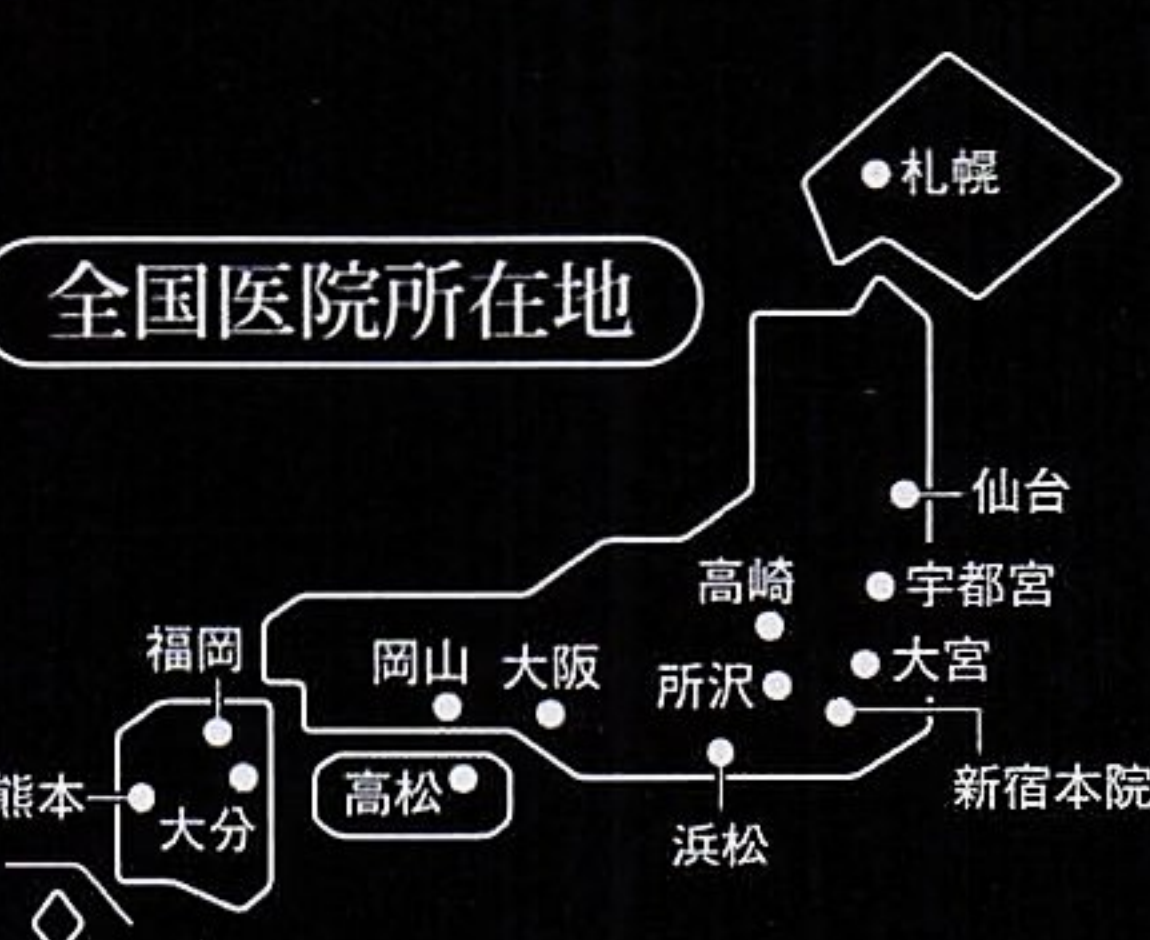 札幌
全国医院所在地
仙台
高崎
宇都宮
福岡
岡山
大阪
所沢
大宮
熊本
大分
高松
新宿本院
浜松